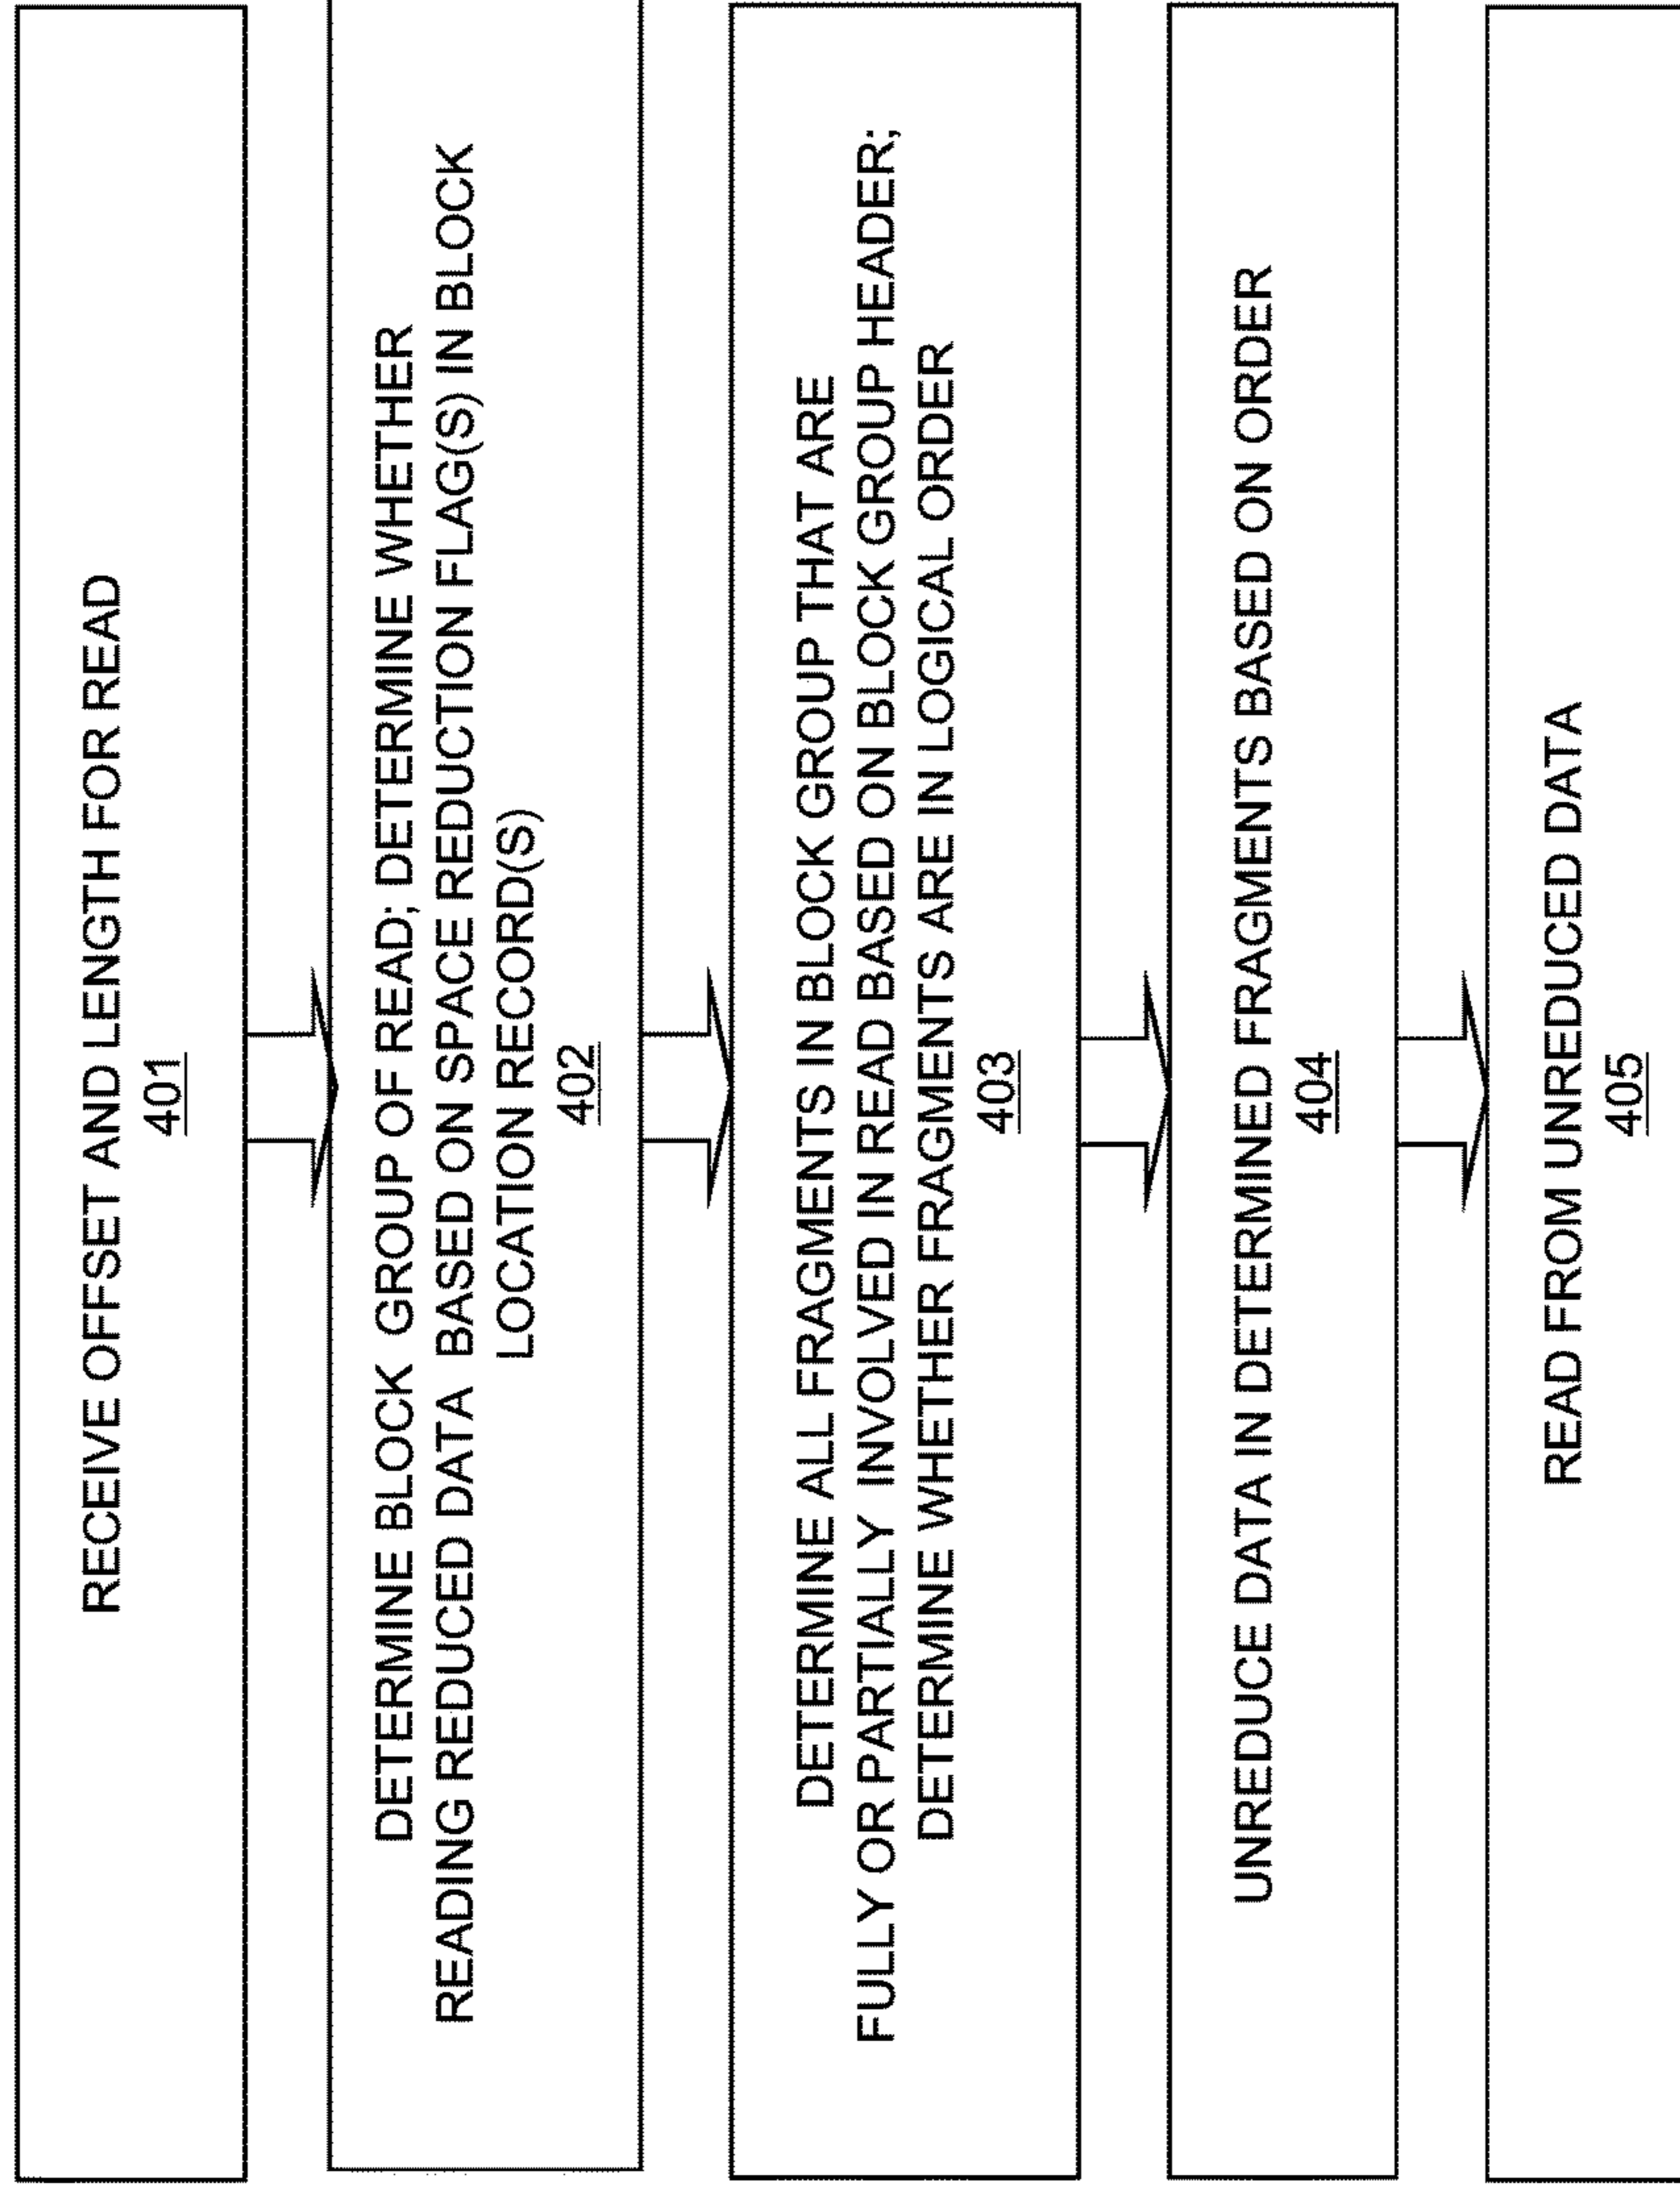 RECEIVE OFFSET AND LENGTH FOR READ
401
DETERMINE BLOCK GROUP OF READ; DETERMINE WHETHER
READING REDUCED DATA BASED ON SPACE REDUCTION FLAG(S) IN BLOCK
LOCATION RECORD(S)
402
DETERMINE ALL FRAGMENTS IN BLOCK GROUP THAT ARE
FULLY OR PARTIALLY INVOLVED IN READ BASED ON BLOCK GROUP HEADER;
DETERMINE WHETHER FRAGMENTS ARE IN LOGICAL ORDER
403
UNREDUCE DATA IN DETERMINED FRAGMENTS BASED ON ORDER
404
READ FROM UNREDUCED DATA
405